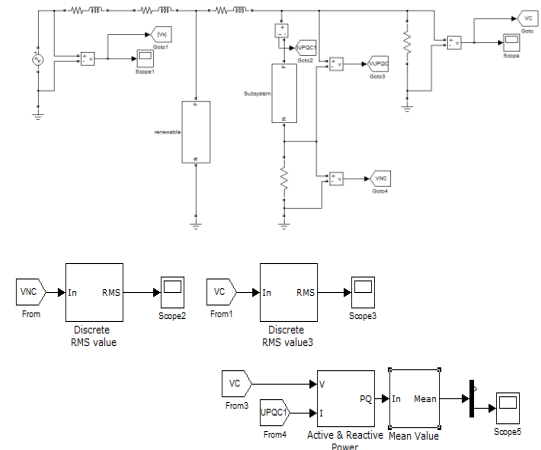 VC
Goto
|Vs|
Goto1
Scope1
UPQC1
Goto2
VUPQC
Goto3
Scope
Subsystem
renewable
VNC
Goto4
VNC
From
In
RMS
Discrete
RMS value
Scope2
VC
From1
In
RMS
Discrete
RMS value3
Scope3
VC
From3
UPQC1
From4
V
I
PQ
Active & Reactive
Power
In
Mean
Mean Value
Scope5